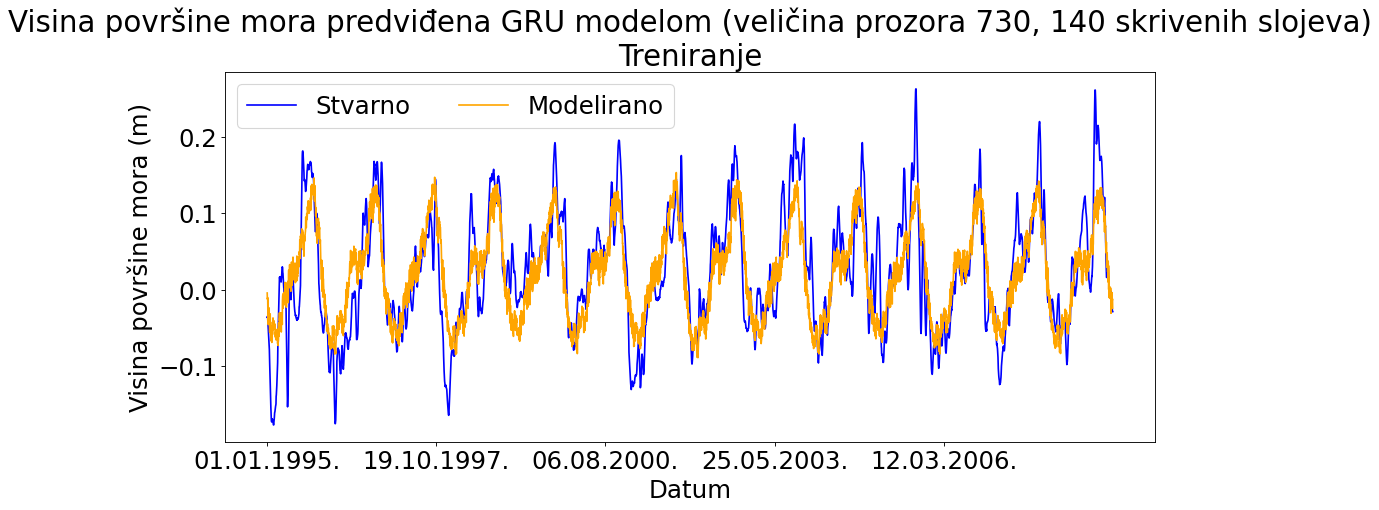 Visina površine mora predviđena GRU modelom (veličina prozora 730, 140 skrivenih slojeva)
Treniranje
Stvarno Modelirano
Visina površine mora (m)
0.2
0.1
0.0
−0.1
01.01.1995. 19.10.1997. 06.08.2000. 25.05.2003. 12.03.2006.
Datum